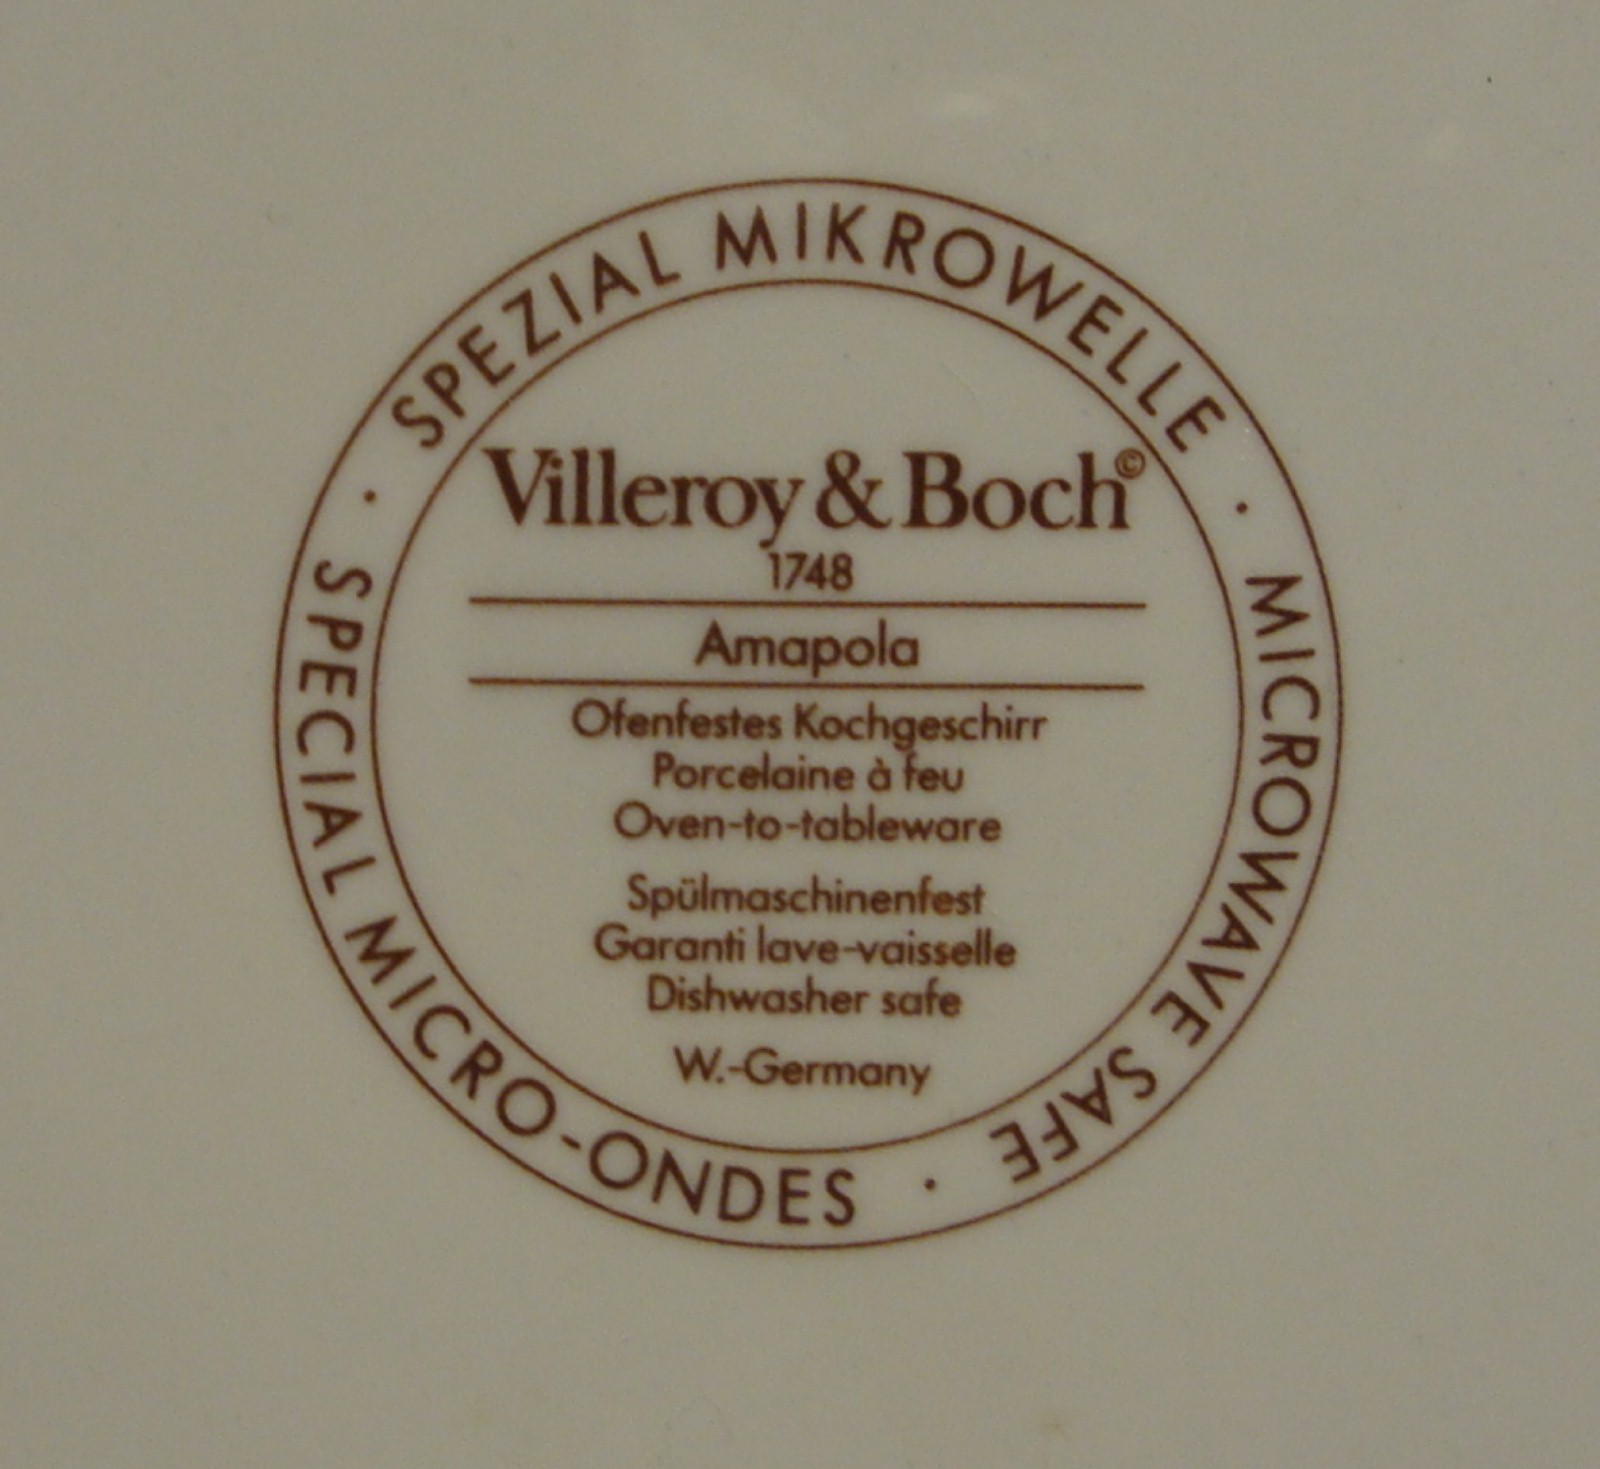 SPEZIAL MIKROWELLE · MICROWAVE SAFE · SPECIAL MICRO-ONDES ·
Villeroy & Boch©
1748
Amapola
Ofenfestes Kochgeschirr
Porcelaine à feu
Oven-to-tableware
Spülmaschinenfest
Garanti lave-vaisselle
Dishwasher safe
W.-Germany